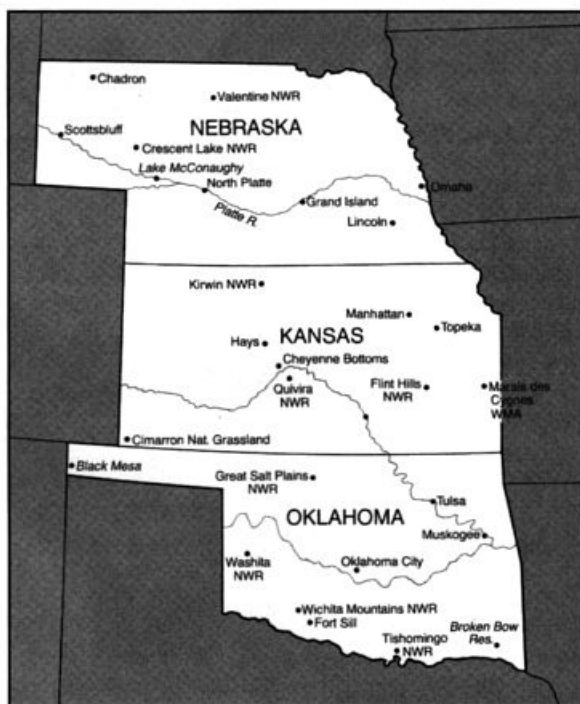 Chadron
Valentine NWR
NEBRASKA
Scottsbluff
Crescent Lake NWR
Lake McConaughy
North Platte
Omaha
Grand Island
Platte R.
Lincoln
Kirwin NWR
Manhattan
Topeka
KANSAS
Hays
Cheyenne Bottoms
Quivira
NWR
Flint Hills
NWR
Marais des
Cygnes
WMA
Cimarron Nat. Grassland
Black Mesa
Great Salt Plains
NWR
Tulsa
OKLAHOMA
Muskogee
Washita
NWR
Oklahoma City
Wichita Mountains NWR
Fort Sill
Broken Bow
Res.
Tishomingo
NWR